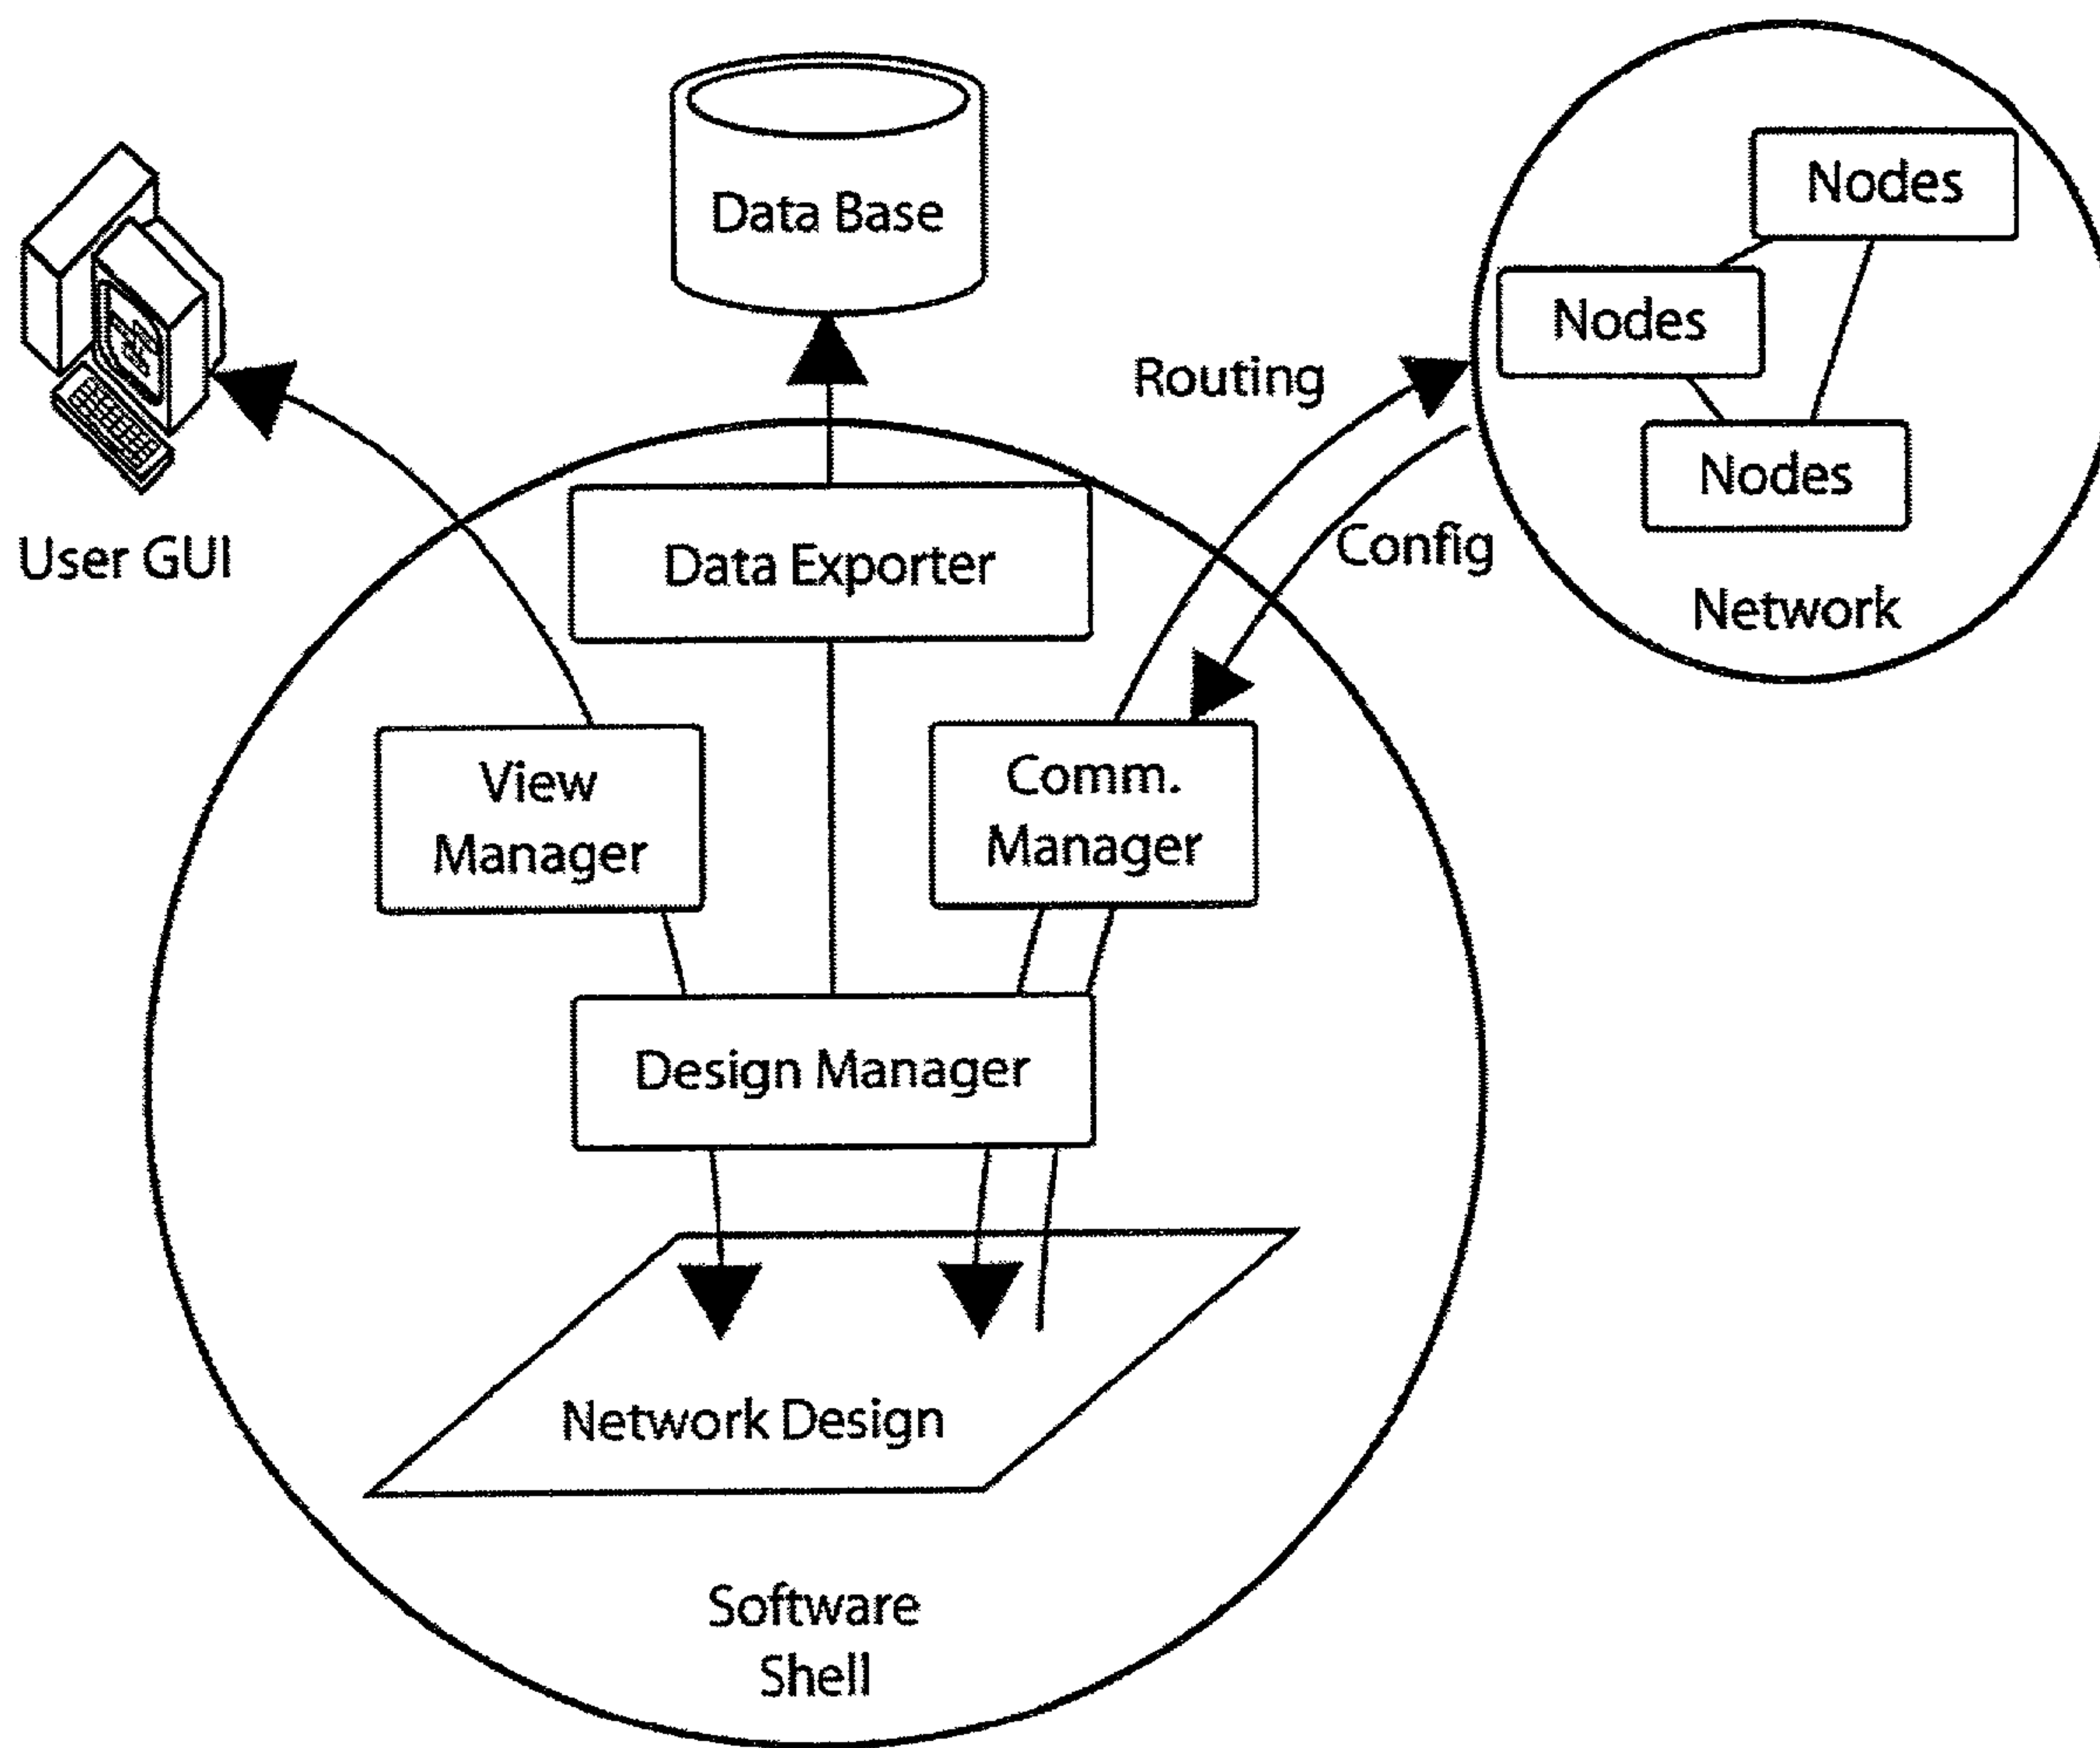 Data Base
Nodes
Nodes
Nodes
Network
Routing
Config
User GUI
Data Exporter
View
Manager
Comm.
Manager
Design Manager
Network Design
Software
Shell